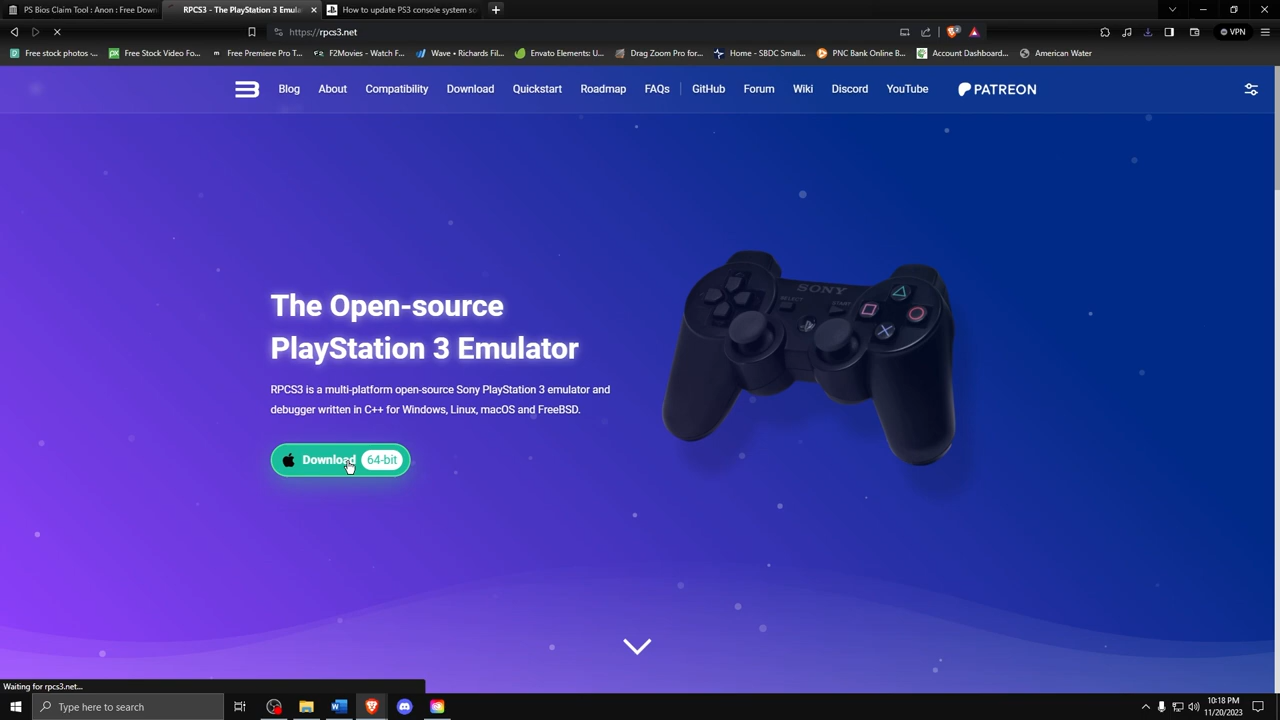 PS Bios Claim Tool : Anon : Free Down
RPCS3 - The PlayStation 3 Emula
How to update PS3 console system so
https://rpcs3.net
VPN
Free stock photos -...
Free Stock Video Fo...
Free Premiere Pro T...
F2Movies - Watch F...
Wave • Richards Fil...
Envato Elements U...
Drag Zoom Pro for...
Home - SBDC Small...
PNC Bank Online B...
Account Dashboard...
American Water
Blog
About
Compatibility
Download
Quickstart
Roadmap
FAQs
GitHub
Forum
Wiki
Discord
YouTube
PATREON
The Open-source
PlayStation 3 Emulator
RPCS3 is a multi-platform open-source Sony PlayStation 3 emulator and
debugger written in C++ for Windows, Linux, macOS and FreeBSD.
Download 64-bit
SONY
SELECT
START
Waiting for rpcs3.net...
Type here to search
10:18 PM
11/20/2023